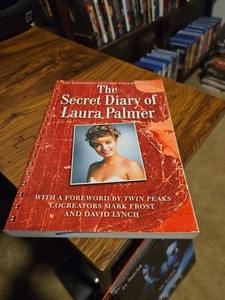 The
Secret Diary of
Laura Palmer
WITH A FOREWORD BY TWIN PEAKS
COCREATORS MARK FROST
AND DAVID LYNCH